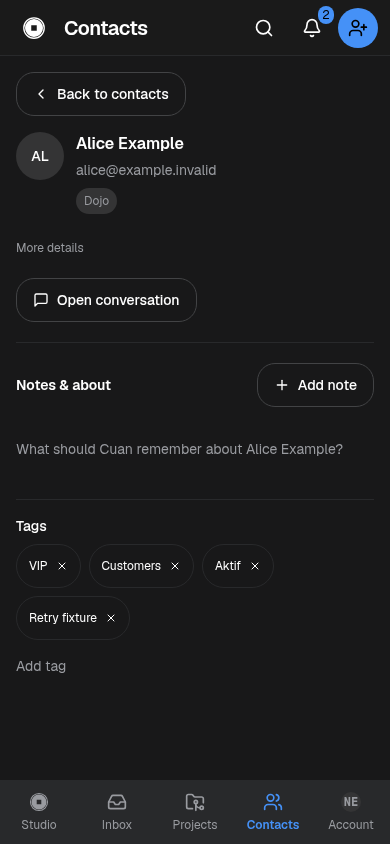 Contacts
2
Back to contacts
AL
Alice Example
alice@example.invalid
Dojo
More details
Open conversation
Notes & about
Add note
What should Cuan remember about Alice Example?
Tags
VIP
Customers
Aktif
Retry fixture
Add tag
Studio
Inbox
Projects
Contacts
NE
Account